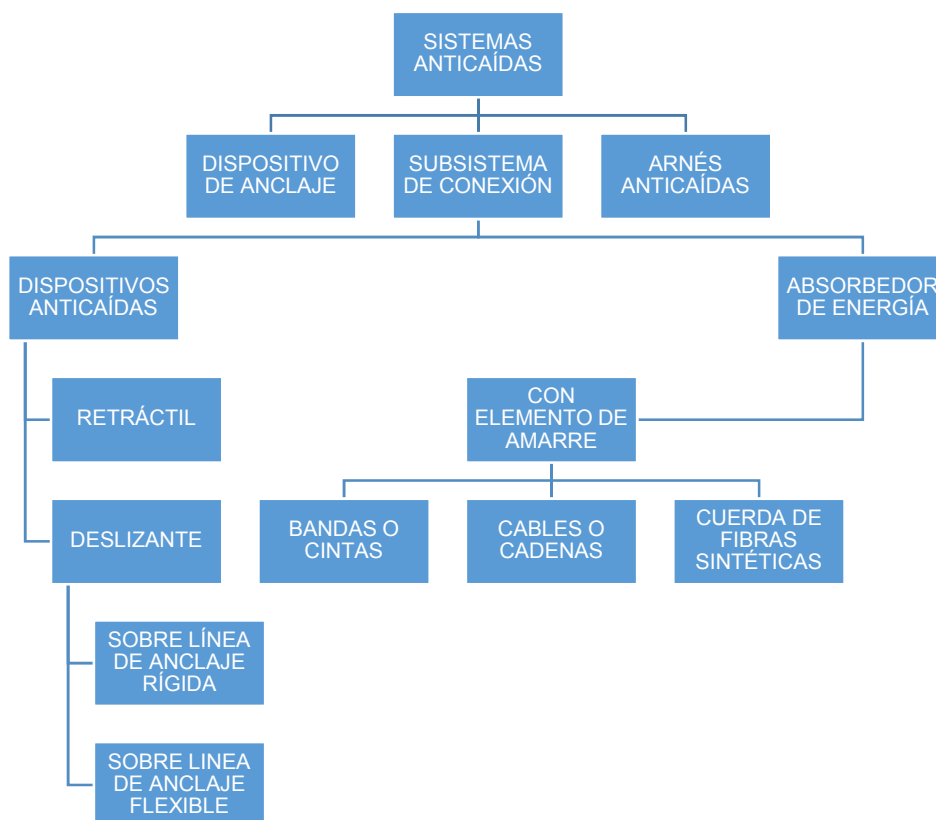 SISTEMAS
ANTICAÍDAS
DISPOSITIVO
DE ANCLAJE
SUBSISTEMA
DE CONEXIÓN
ARNÉS
ANTICAÍDAS
DISPOSITIVOS
ANTICAÍDAS
ABSORBEDOR
DE ENERGÍA
RETRÁCTIL
CON
ELEMENTO DE
AMARRE
DESLIZANTE
BANDAS O
CINTAS
CABLES O
CADENAS
CUERDA DE
FIBRAS
SINTÉTICAS
SOBRE LÍNEA
DE ANCLAJE
RÍGIDA
SOBRE LINEA
DE ANCLAJE
FLEXIBLE